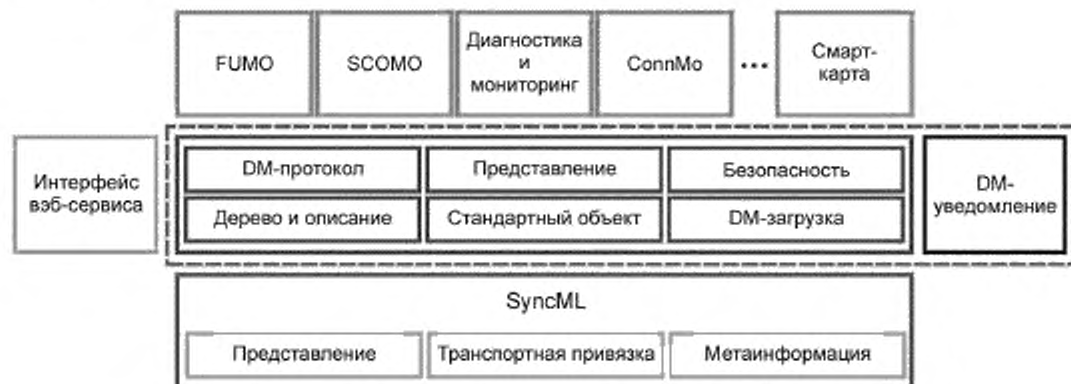 FUMO
SCOMO
Диагностика
и
мониторинг
ConnMo
...
Смарт-
карта
Интерфейс
вэб-сервиса
DM-протокол
Представление
Безопасность
Дерево и описание
Стандартный объект
DM-загрузка
DM-
уведомление
SyncML
Представление
Транспортная привязка
Метаинформация